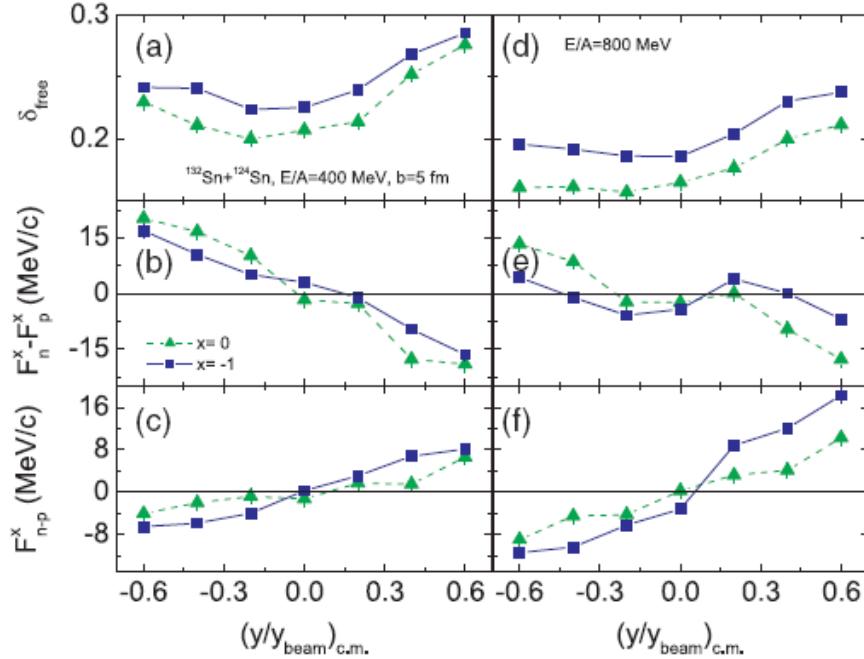 0.3
(a)
(d)
E/A=800 MeV
δfree
0.2
132Sn+124Sn, E/A=400 MeV, b=5 fm
15
(b)
(e)
0
Fxn-Fxp (MeV/c)
-15
x= 0
x= -1
16
(c)
(f)
8
0
Fxn-p (MeV/c)
-8
-0.6 -0.3 0.0 0.3 0.6 -0.6 -0.3 0.0 0.3 0.6
(y/ybeam)c.m. (y/ybeam)c.m.